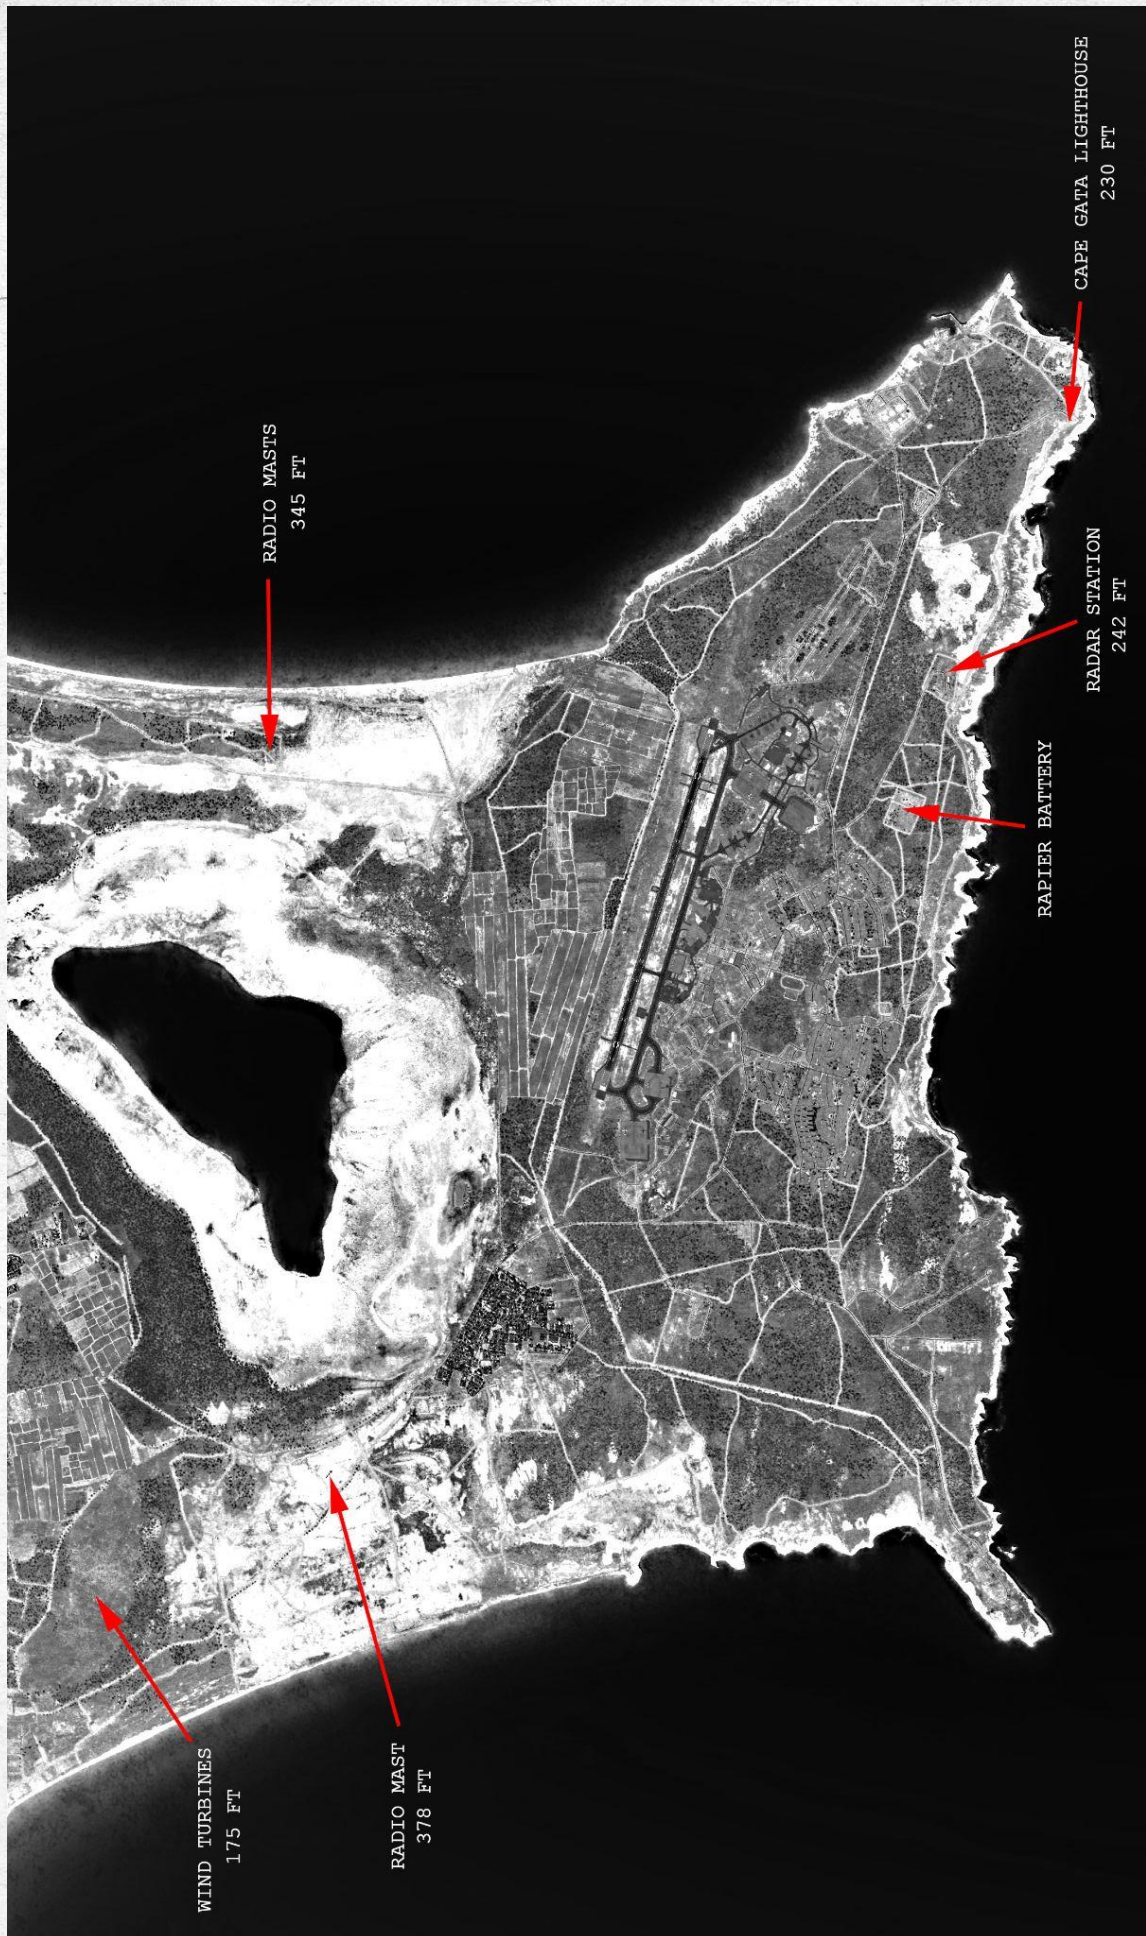 WIND TURBINES
175 FT
RADIO MAST
378 FT
RADIO MASTS
345 FT
RAPIER BATTERY
RADAR STATION
242 FT
CAPE GATA LIGHTHOUSE
230 FT